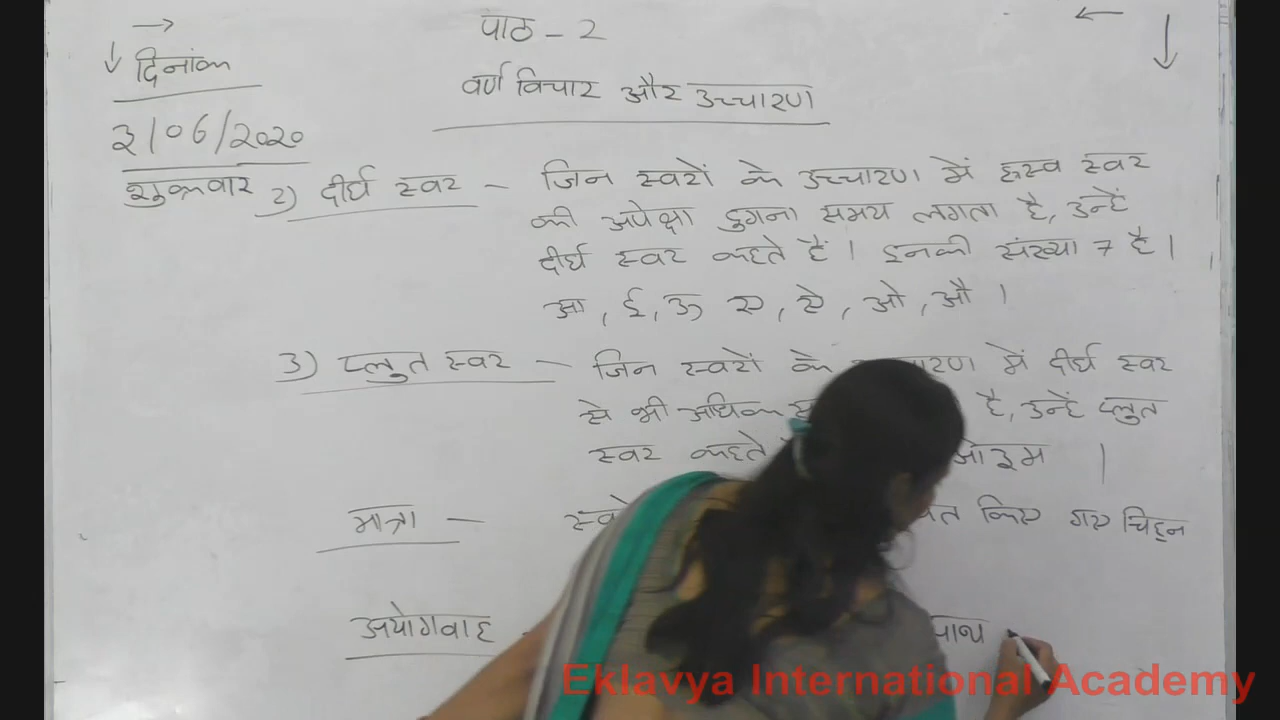 पाठ - 2
दिनांक
वर्ण विचार और उच्चारण
3/06/2020
शुक्रवार
2) दीर्घ स्वर - जिन स्वरों के उच्चारण में ह्रस्व स्वर
की अपेक्षा दुगना समय लगता है, उन्हें
दीर्घ स्वर कहते हैं। इनकी संख्या 7 है।
आ, ई, ऊ ए, ऐ, ओ, औ।
3) प्लुत स्वर - जिन स्वरों के में दीर्घ स्वर
से भी अधिक है, उन्हें प्लुत
स्वर कहते ओ३म |
मात्रा - किए गए चिह्न
अयोगवाह -
Eklavya International Academy